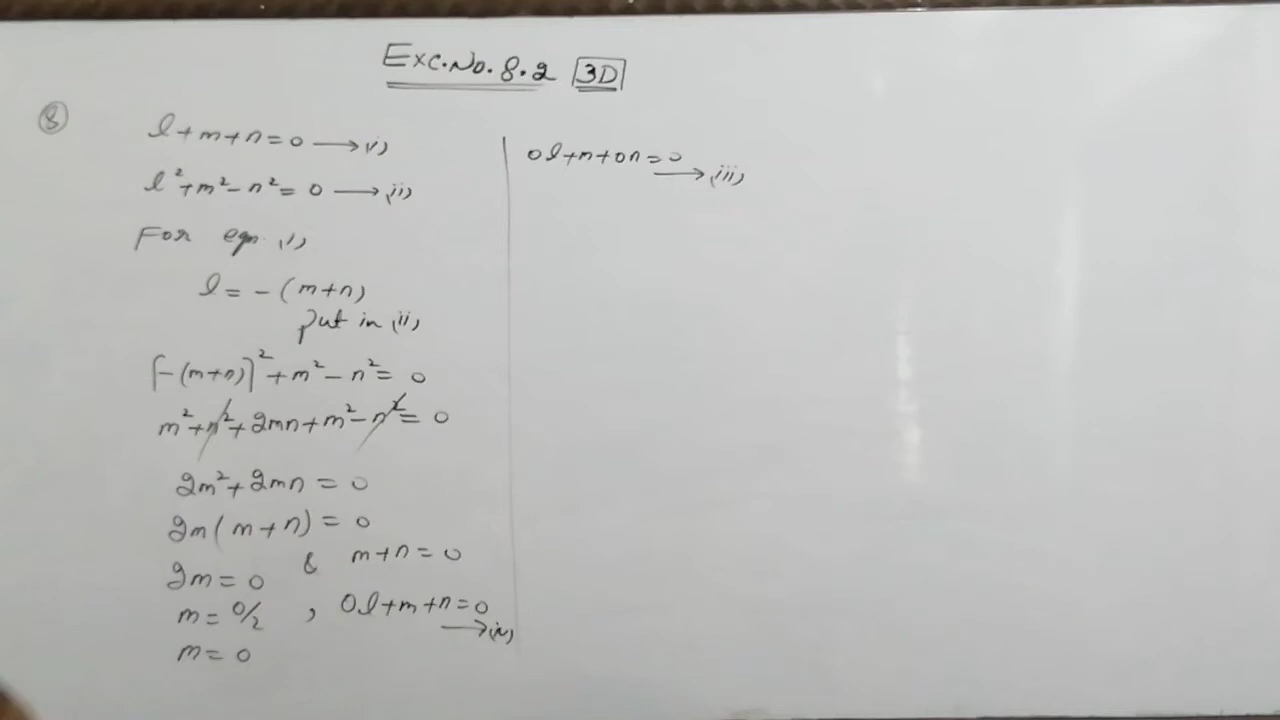 Exc.No. 8.2 3D
8
l + m + n = 0 → (i)
l² + m² - n² = 0 → (ii)
For eqn (i)
l = - (m+n)
put in (ii)
[-(m+n)]² + m² - n² = 0
m² + n² + 2mn + m² - n² = 0
2m² + 2mn = 0
2m (m+n) = 0
2m = 0 & m+n = 0
m = 0/2 , 0l + m + n = 0
→ (iv)
m = 0
0l + m + 0n = 0
→ (iii)